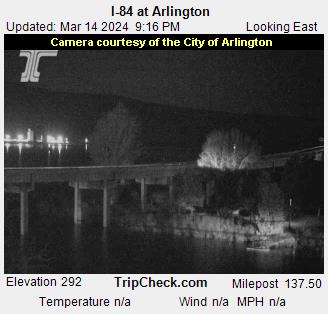 I-84 at Arlington
Updated: Mar 14 2024 9:16 PM Looking East
Camera courtesy of the City of Arlington
Elevation 292 TripCheck.com Milepost 137.50
Temperature n/a Wind n/a MPH n/a